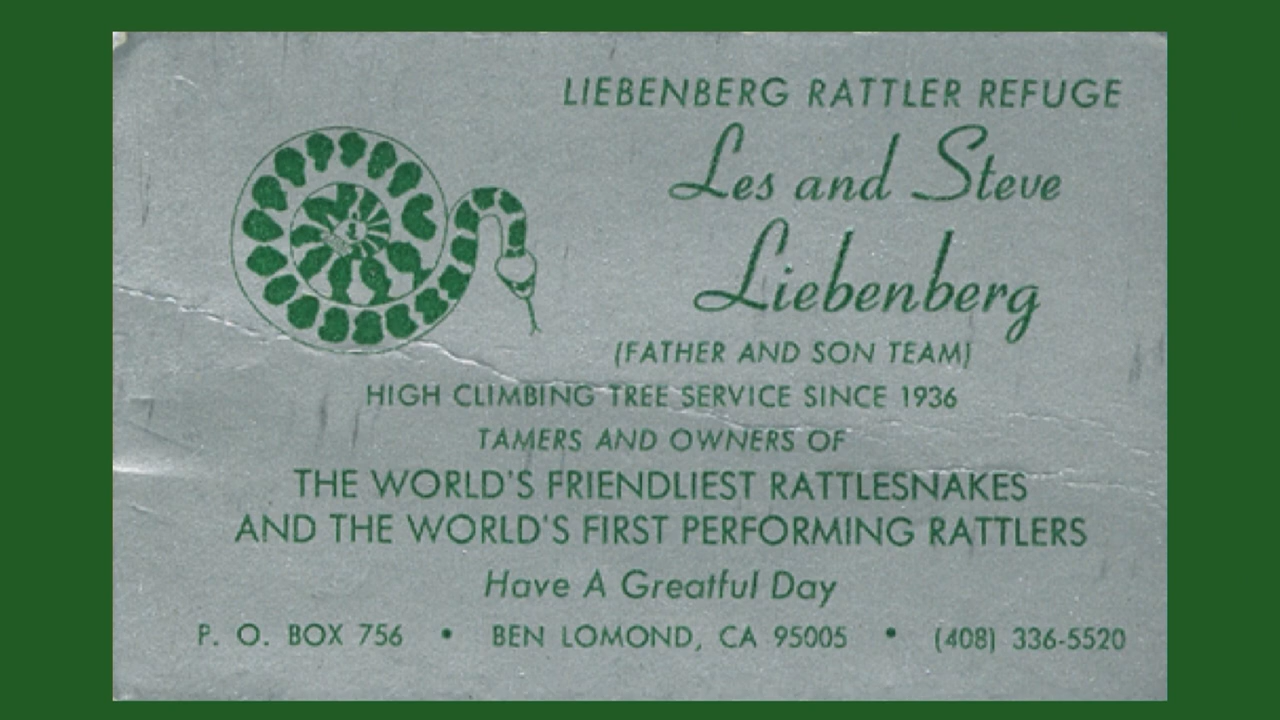 LIEBENBERG RATTLER REFUGE
Les and Steve
Liebenberg
(FATHER AND SON TEAM)
HIGH CLIMBING TREE SERVICE SINCE 1936
TAMERS AND OWNERS OF
THE WORLD'S FRIENDLIEST RATTLESNAKES
AND THE WORLD'S FIRST PERFORMING RATTLERS
Have A Greatful Day
P. O. BOX 756 • BEN LOMOND, CA 95005 • (408) 336-5520